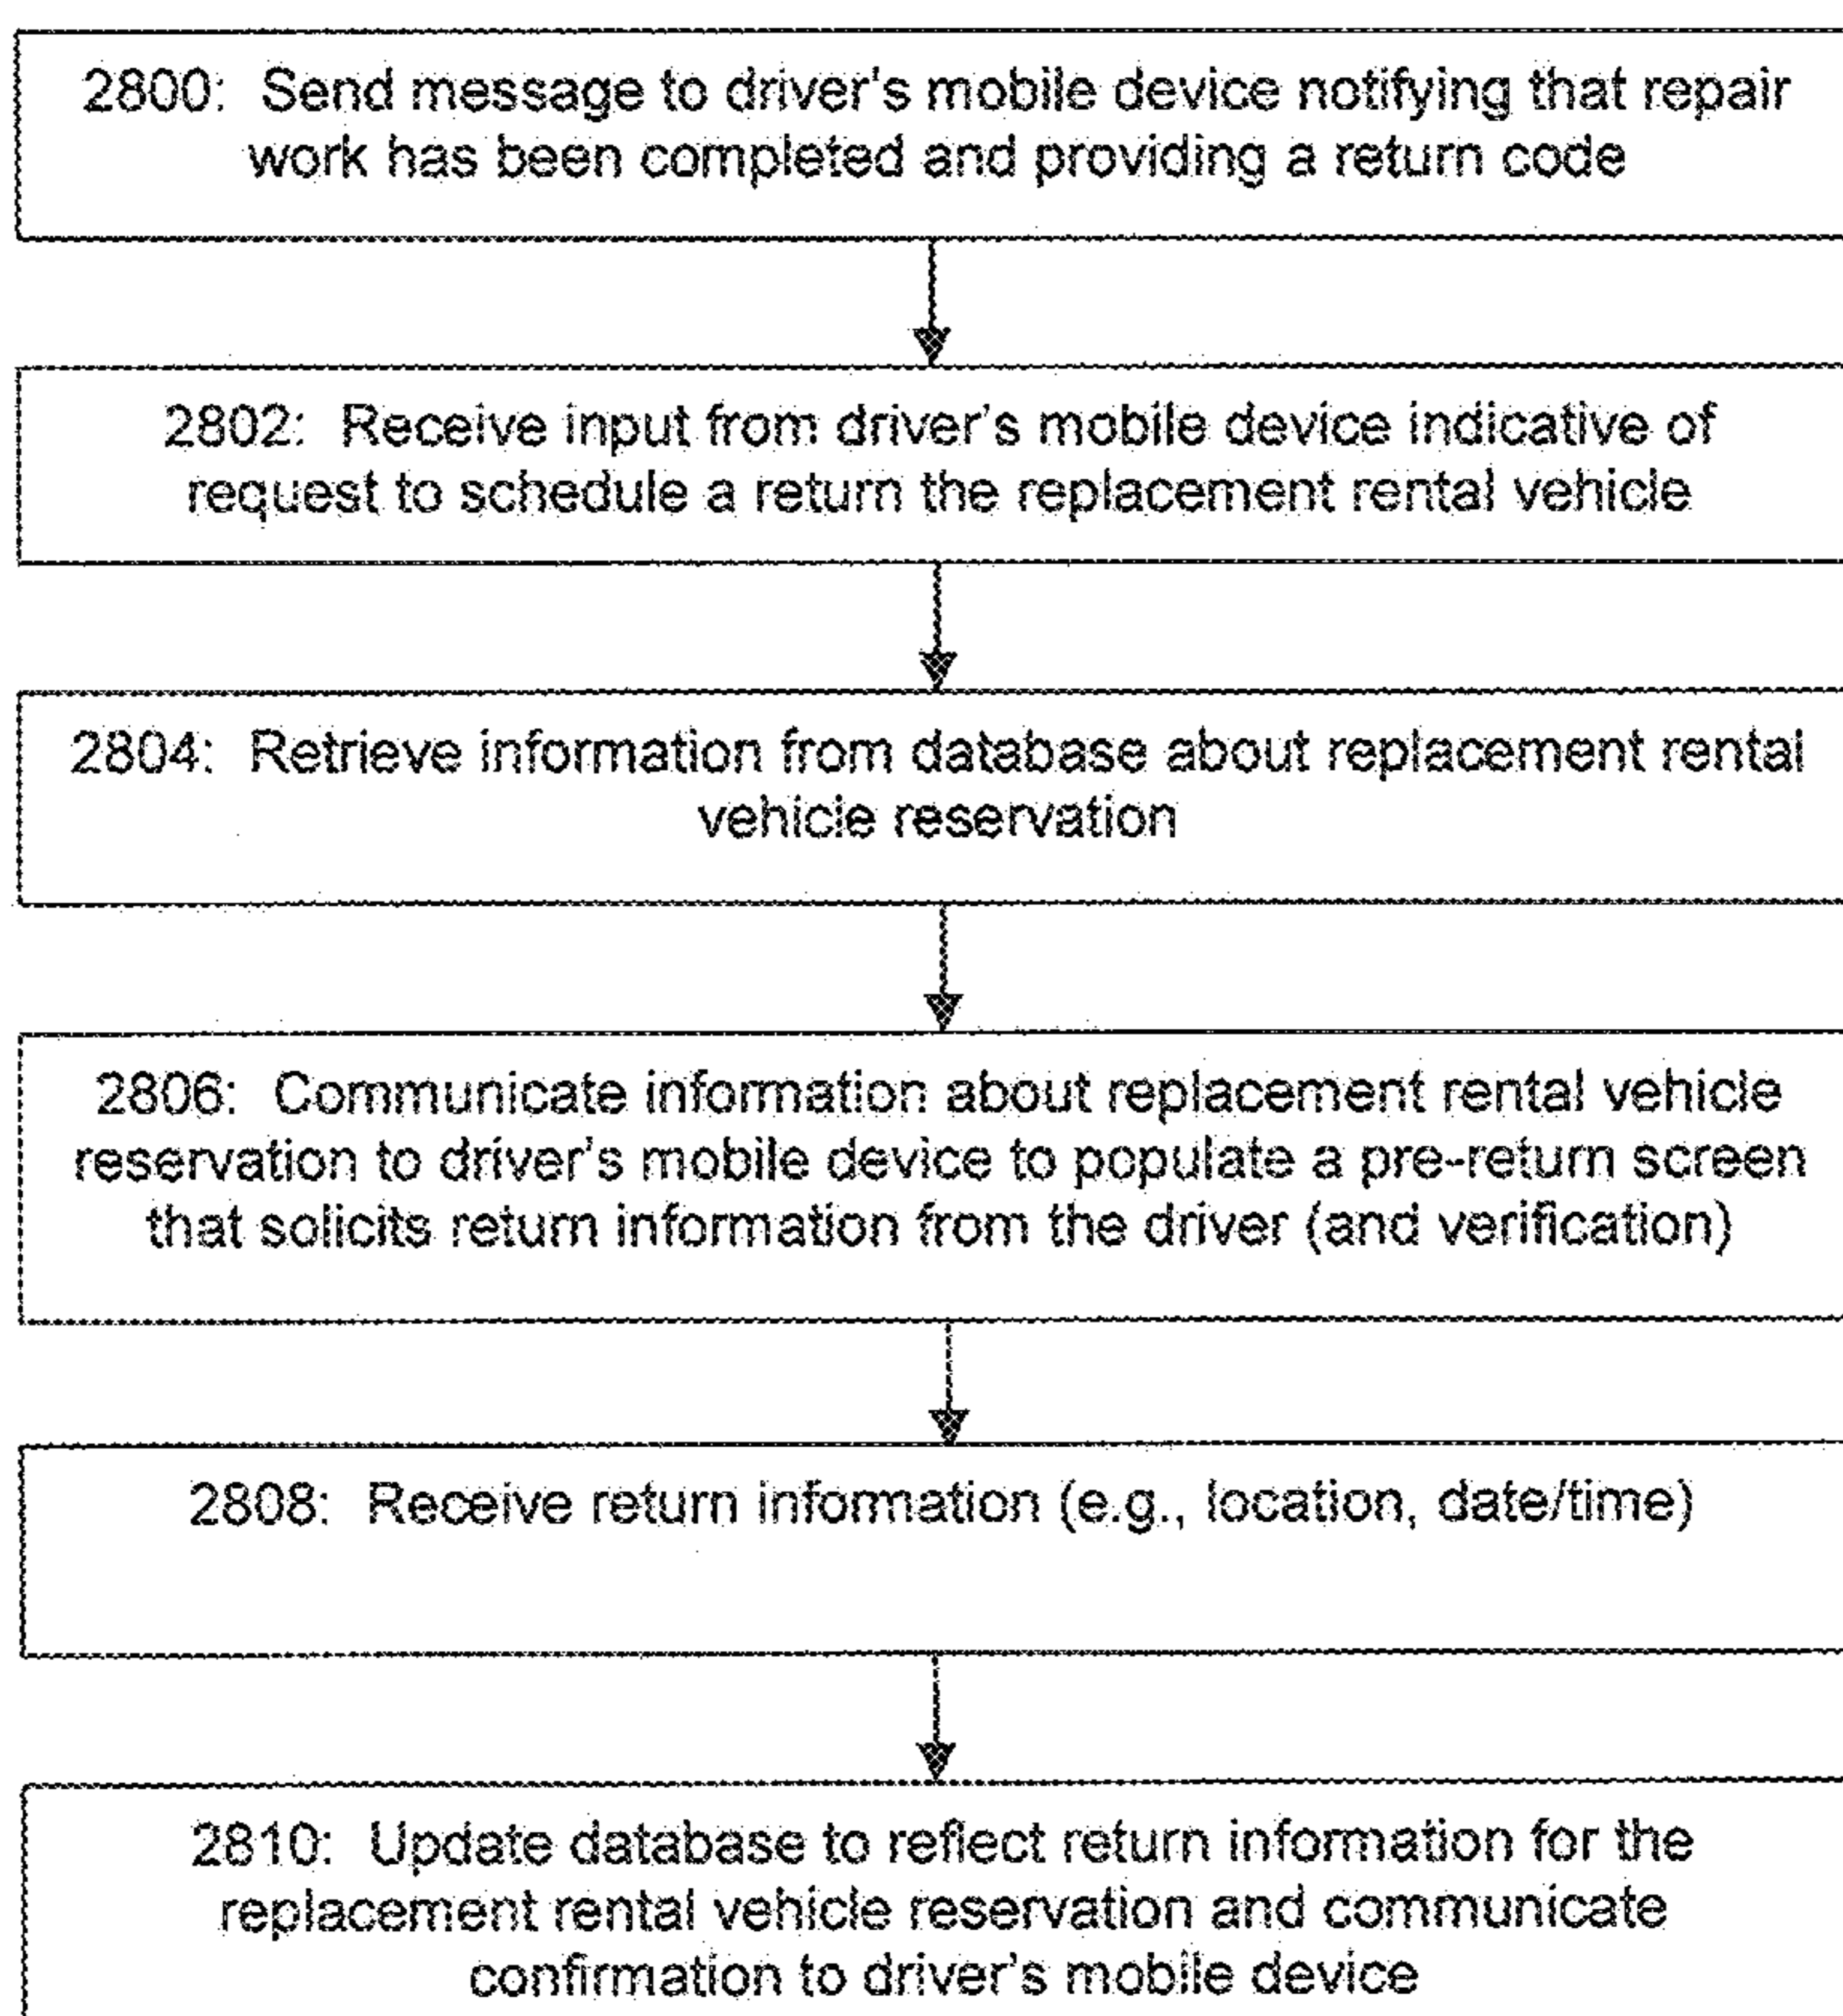 2800: Send message to driver's mobile device notifying that repair
work has been completed and providing a return code
2802: Receive input from driver's mobile device indicative of
request to schedule a return the replacement rental vehicle
2804: Retrieve information from database about replacement rental
vehicle reservation
2806: Communicate information about replacement rental vehicle
reservation to driver's mobile device to populate a pre-return screen
that solicits return information from the driver (and verification)
2808: Receive return information (e.g., location, date/time)
2810: Update database to reflect return information for the
replacement rental vehicle reservation and communicate
confirmation to driver's mobile device